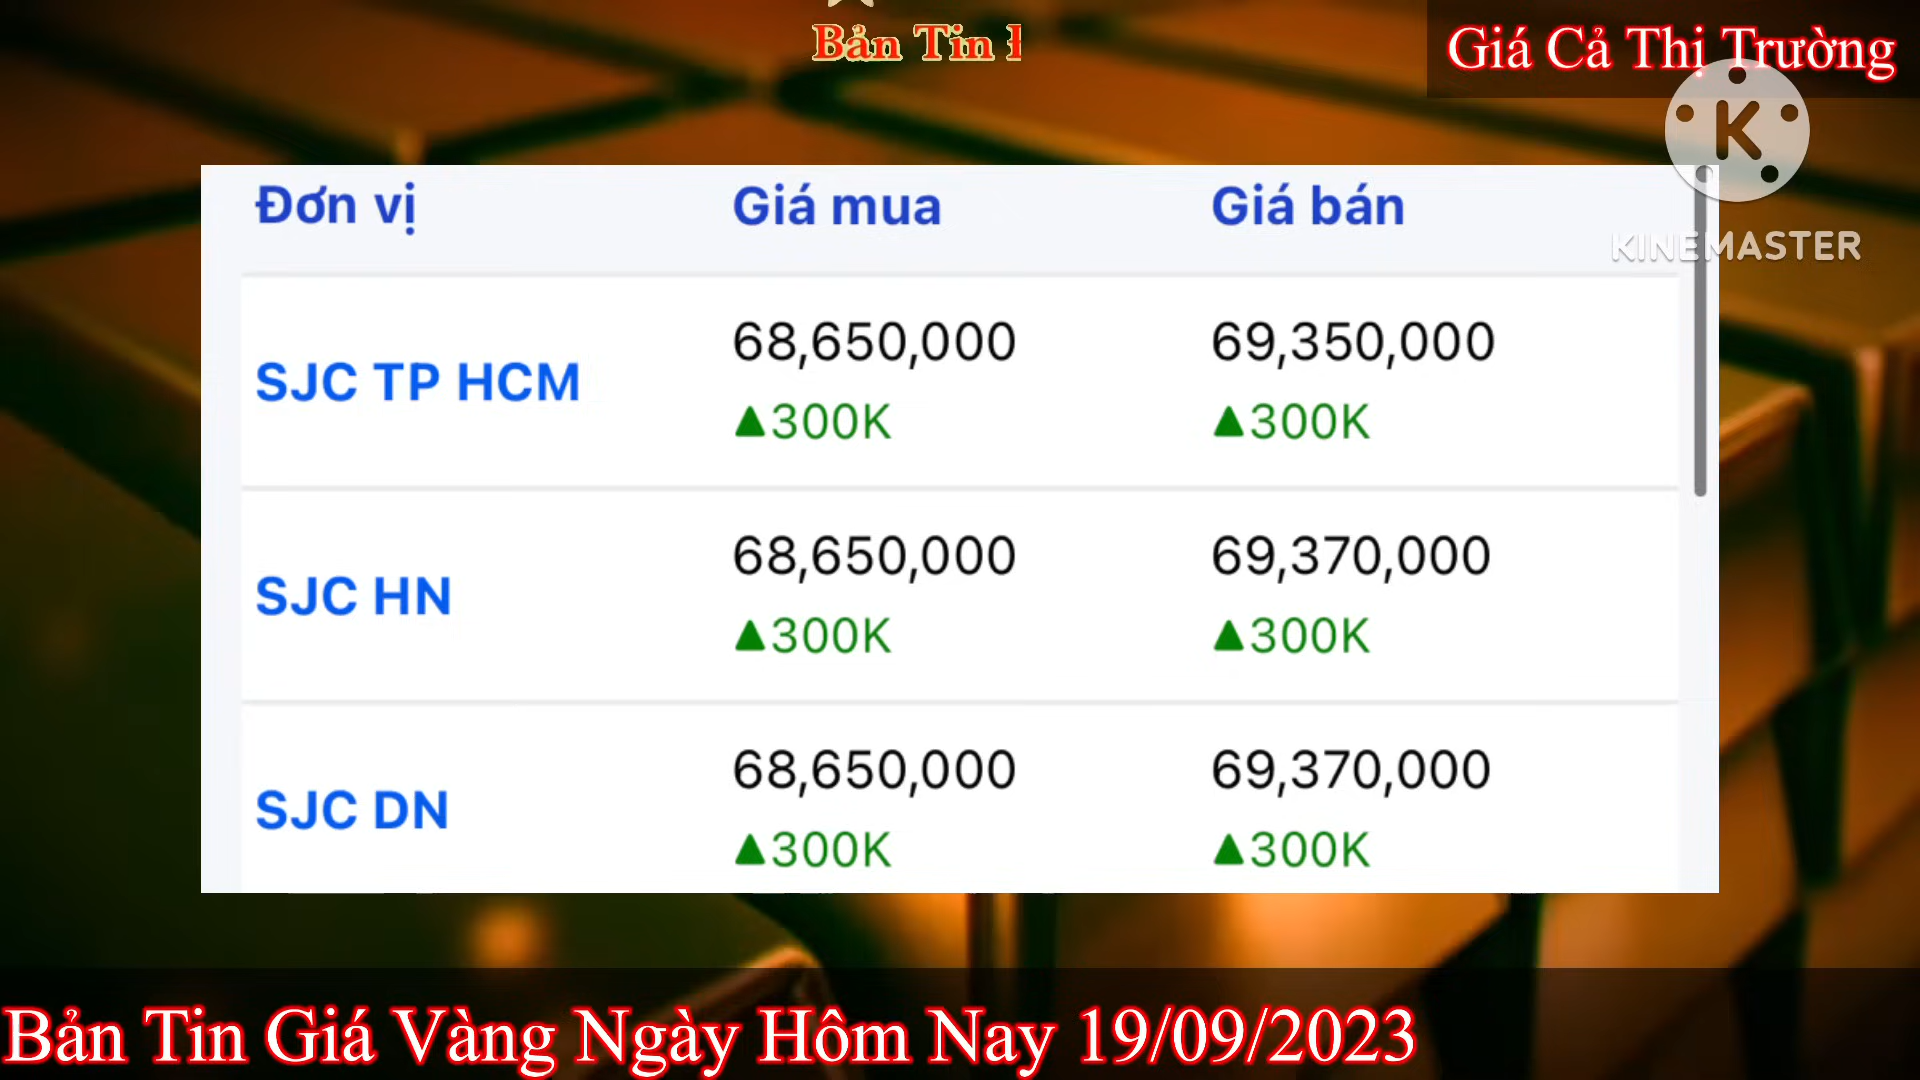 Bản Tin
Giá Cả Thị Trường
K
KINEMASTER
Đơn vị Giá mua Giá bán
SJC TP HCM 68,650,000 69,350,000
▲300K ▲300K
SJC HN 68,650,000 69,370,000
▲300K ▲300K
SJC DN 68,650,000 69,370,000
▲300K ▲300K
Bản Tin Giá Vàng Ngày Hôm Nay 19/09/2023